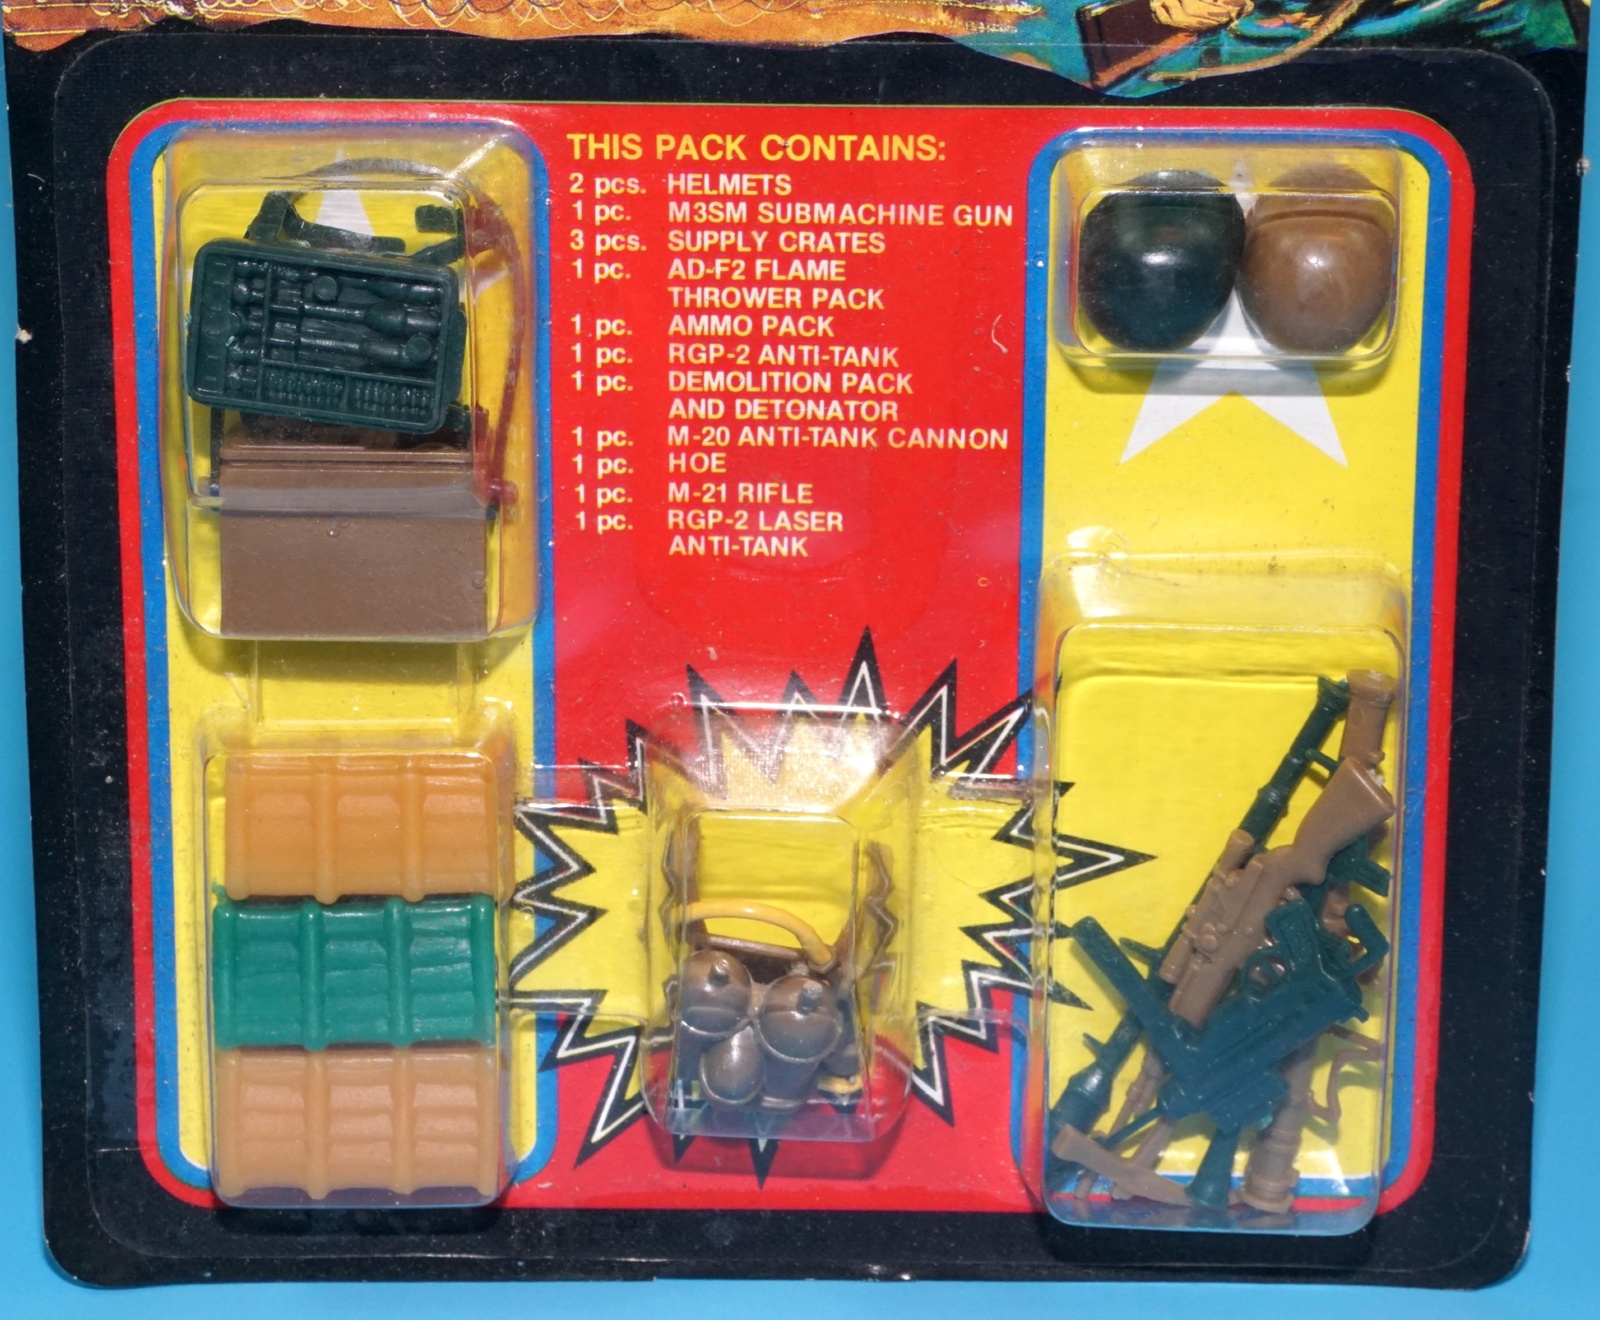 THIS PACK CONTAINS:
2 pcs. HELMETS
1 pc. M3SM SUBMACHINE GUN
3 pcs. SUPPLY CRATES
1 pc. AD-F2 FLAME
THROWER PACK
1 pc. AMMO PACK
1 pc. RGP-2 ANTI-TANK
1 pc. DEMOLITION PACK
AND DETONATOR
1 pc. M-20 ANTI-TANK CANNON
1 pc. HOE
1 pc. M-21 RIFLE
1 pc. RGP-2 LASER
ANTI-TANK